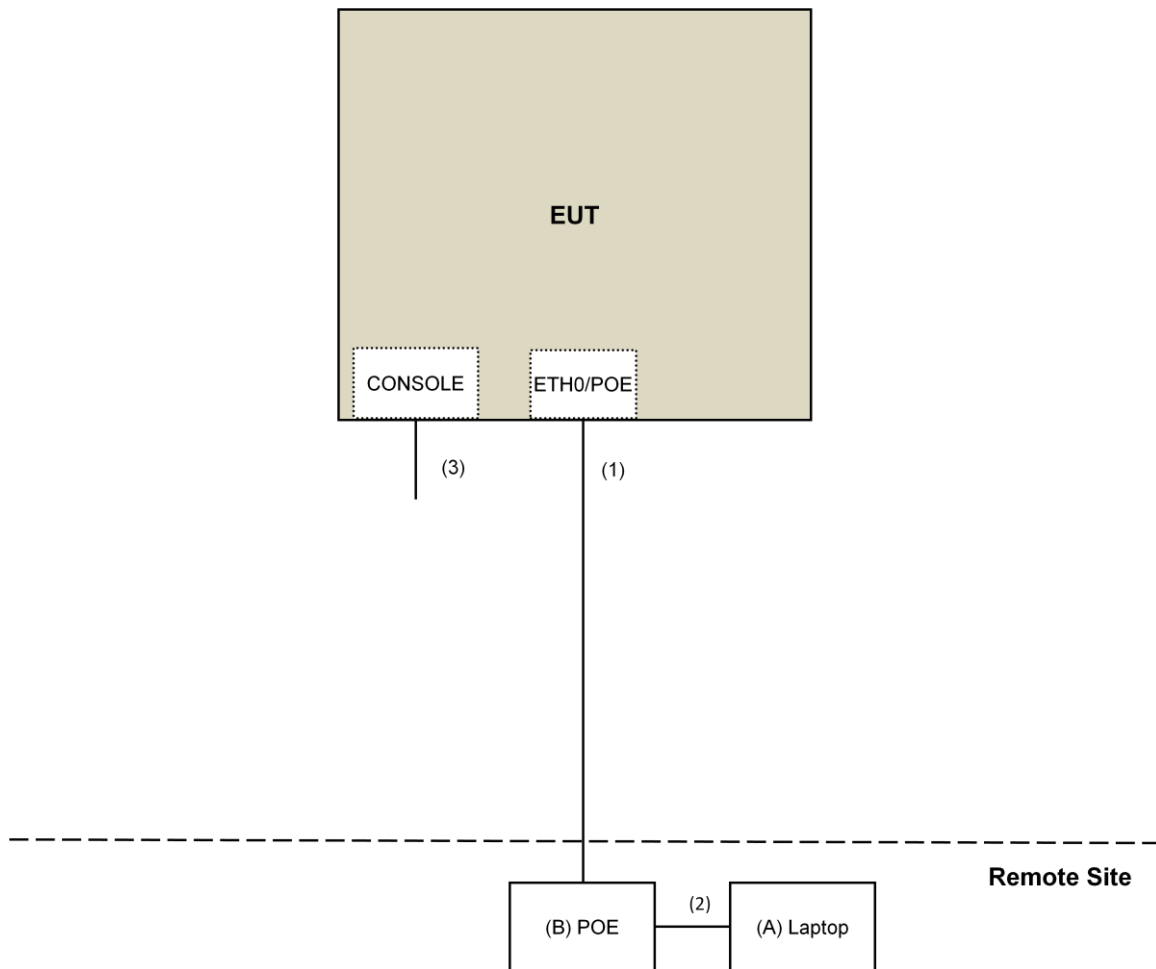 EUT
CONSOLE
ETH0/POE
(3)
(1)
Remote Site
(B) POE
(2)
(A) Laptop